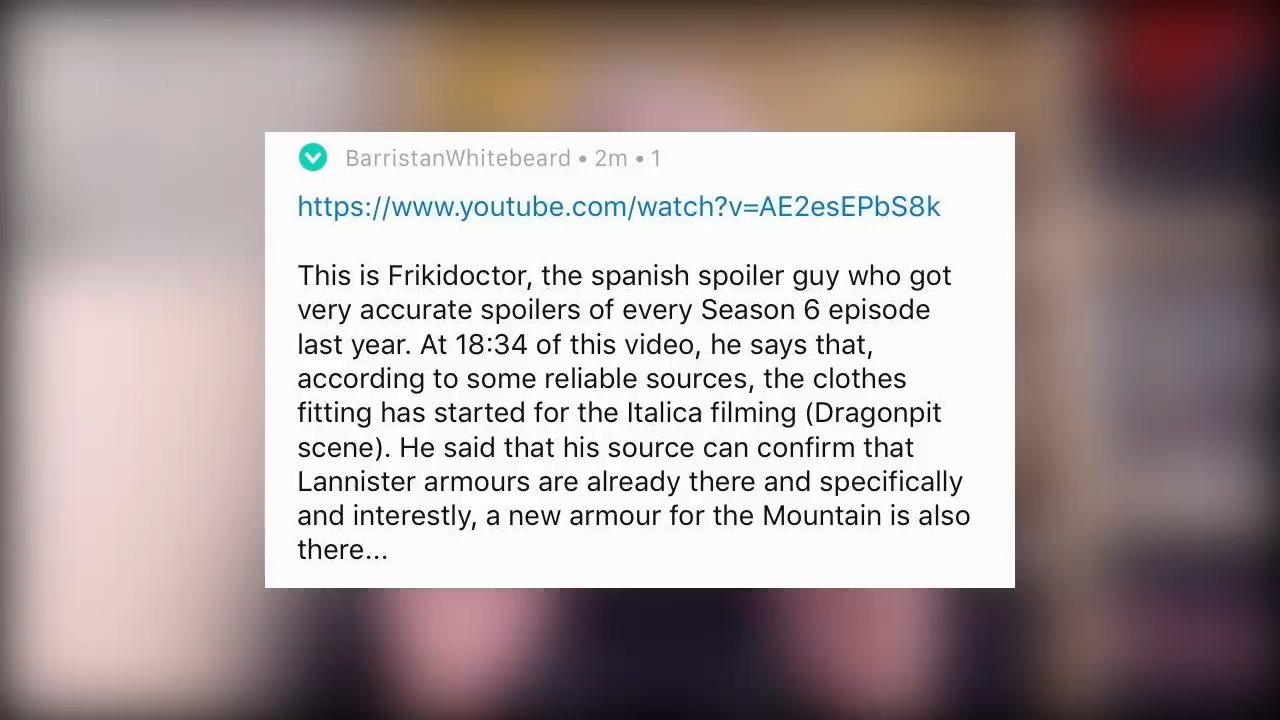 BarristanWhitebeard • 2m • 1
https://www.youtube.com/watch?v=AE2esEPbS8k
This is Frikidoctor, the spanish spoiler guy who got
very accurate spoilers of every Season 6 episode
last year. At 18:34 of this video, he says that,
according to some reliable sources, the clothes
fitting has started for the Italica filming (Dragonpit
scene). He said that his source can confirm that
Lannister armours are already there and specifically
and interestly, a new armour for the Mountain is also
there...